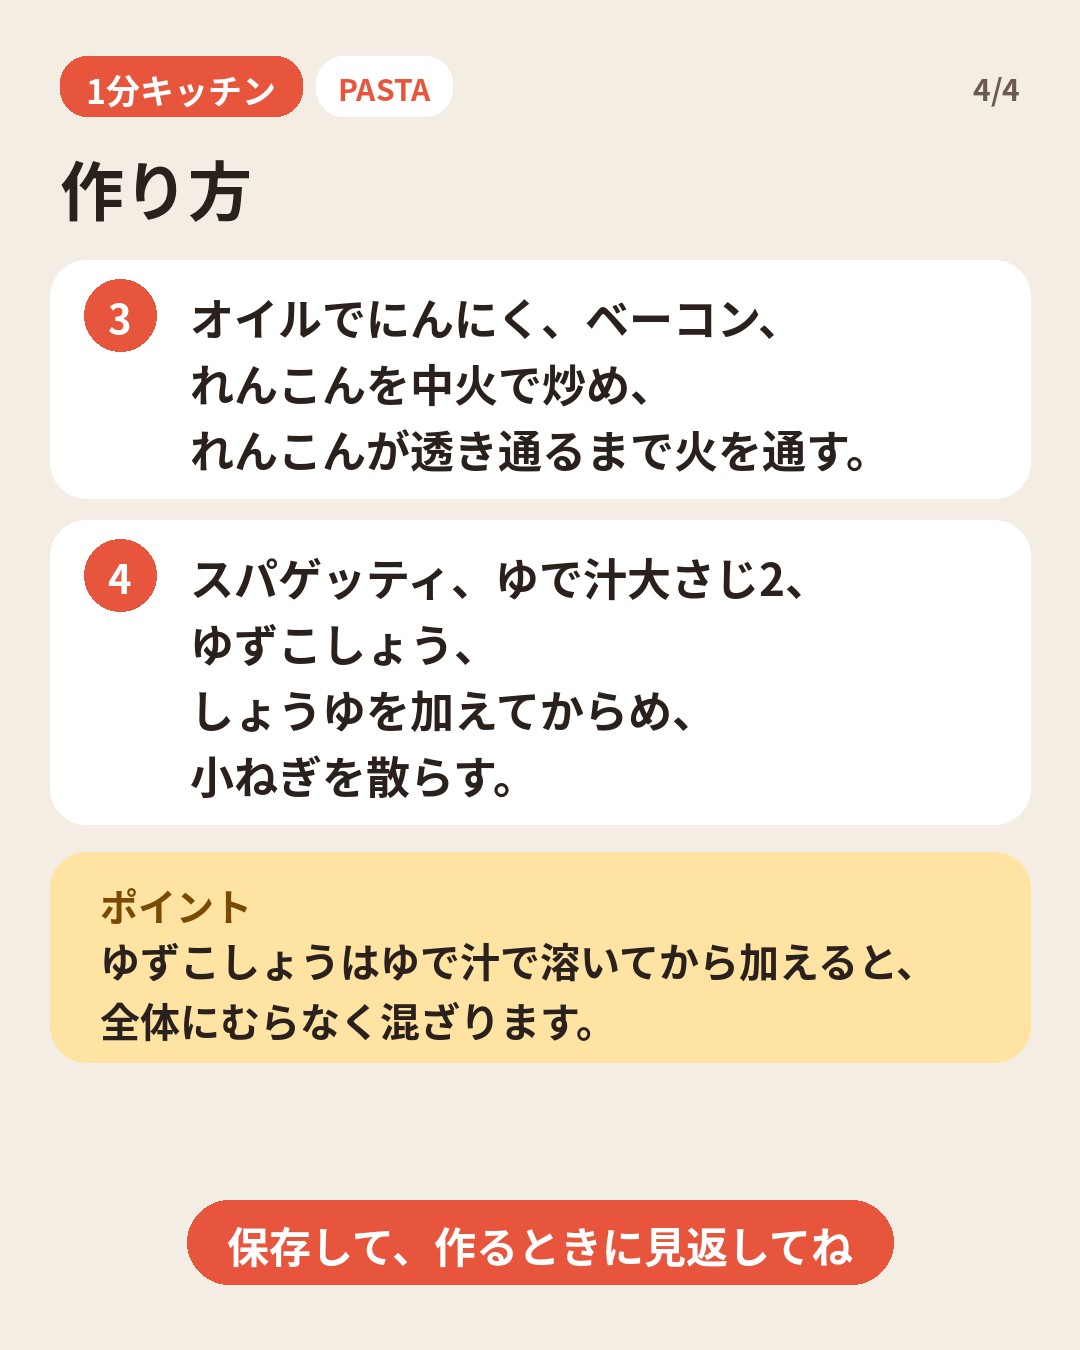 1分キッチン
PASTA
4/4
作り方
3
オイルでにんにく、ベーコン、
れんこんを中火で炒め、
れんこんが透き通るまで火を通す。
4
スパゲッティ、ゆで汁大さじ2、
ゆずこしょう、
しょうゆを加えてからめ、
小ねぎを散らす。
ポイント
ゆずこしょうはゆで汁で溶いてから加えると、
全体にむらなく混ざります。
保存して、作るときに見返してね